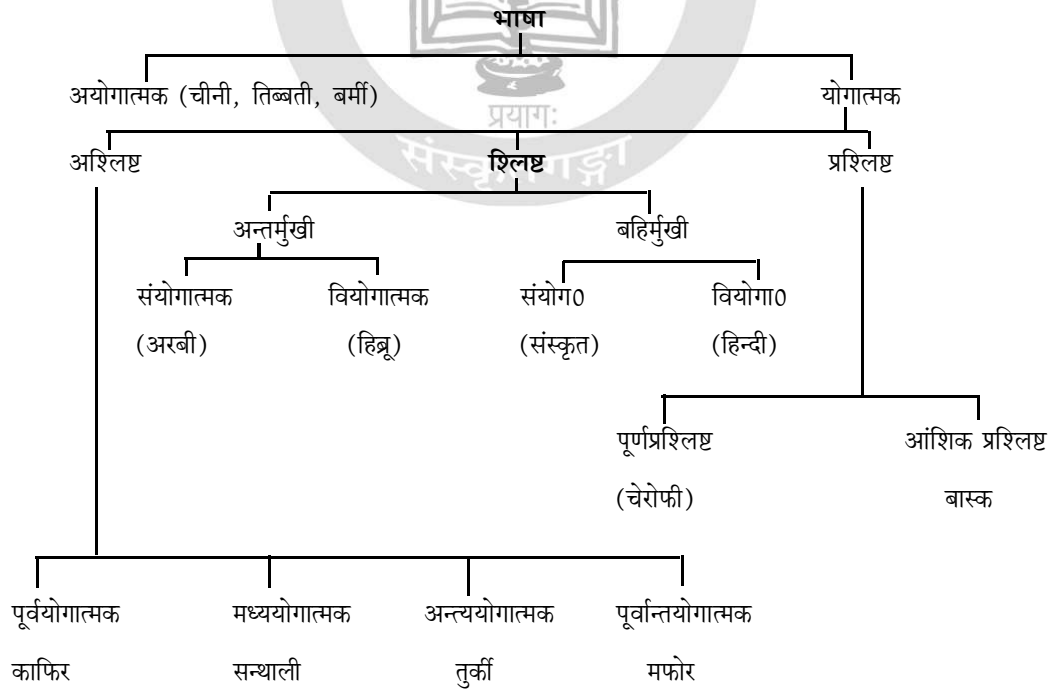 भाषा
अयोगात्मक (चीनी, तिब्बती, बर्मी) योगात्मक
प्रयागः
अश्लिष्ट श्लिष्ट प्रश्लिष्ट
अन्तर्मुखी बहिर्मुखी
संयोगात्मक वियोगात्मक संयोग0 वियोगा0
(अरबी) (हिब्रू) (संस्कृत) (हिन्दी)
पूर्णप्रश्लिष्ट आंशिक प्रश्लिष्ट
(चेरोफी) बास्क
पूर्वयोगात्मक मध्ययोगात्मक अन्त्ययोगात्मक पूर्वान्तयोगात्मक
काफिर सन्थाली तुर्की मफोर